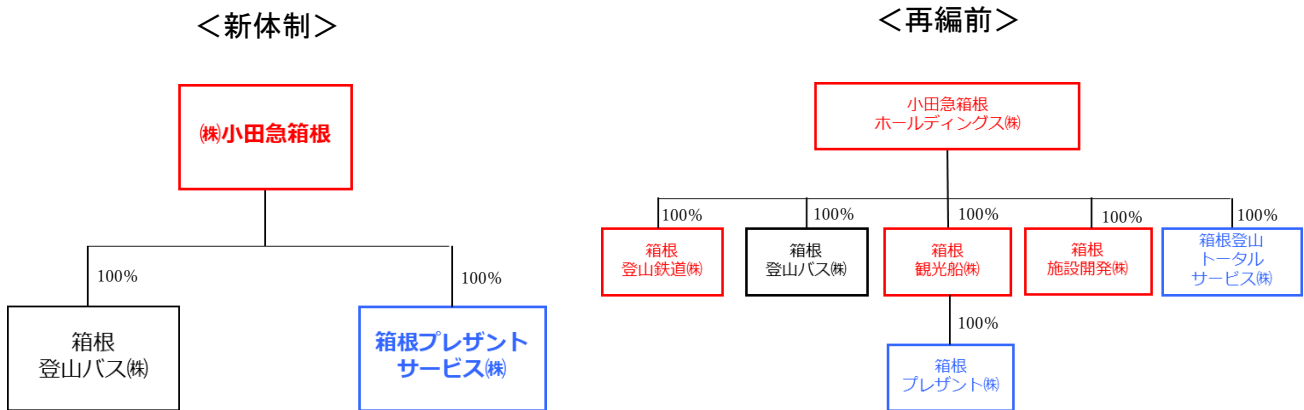 <新体制>
㈱小田急箱根
100%
100%
箱根
登山バス㈱
箱根プレザント
サービス㈱
<再編前>
小田急箱根
ホールディングス㈱
100%
100%
100%
100%
100%
箱根
登山鉄道㈱
箱根
登山バス㈱
箱根
観光船㈱
箱根
施設開発㈱
箱根登山
トータル
サービス㈱
100%
箱根
プレザント㈱